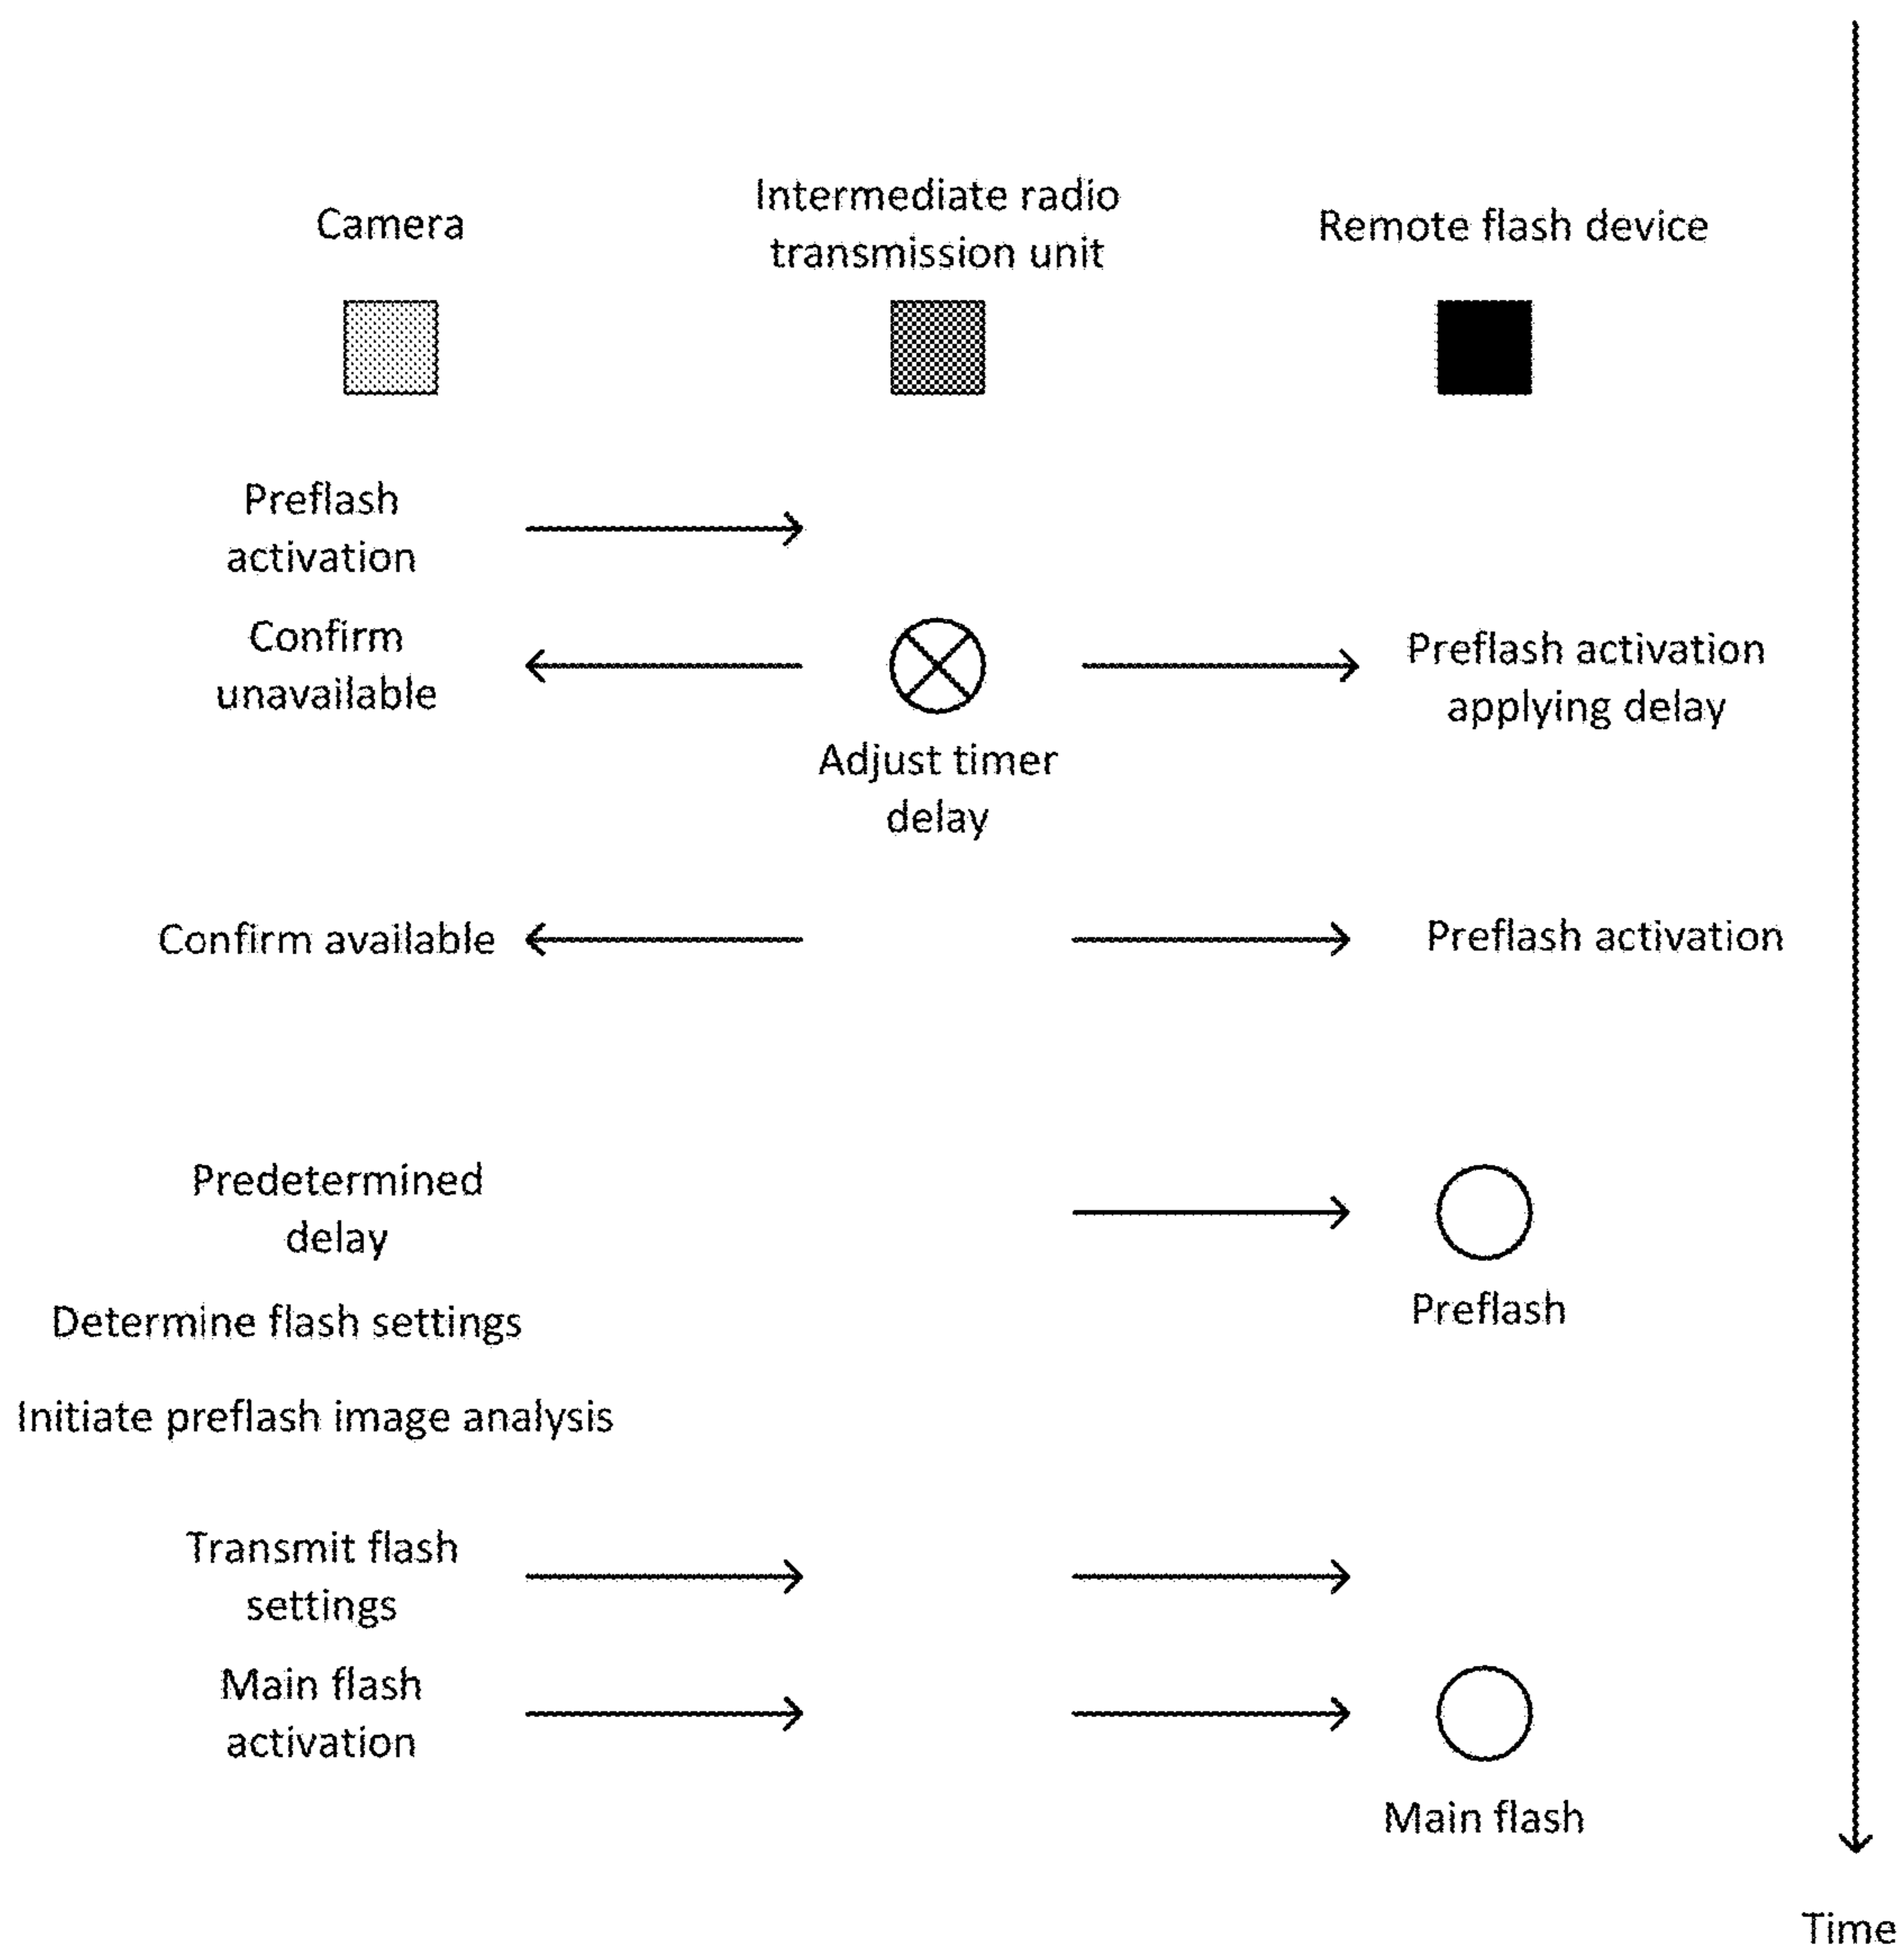 Camera
Intermediate radio
transmission unit
Remote flash device
Preflash
activation
Confirm
unavailable
Adjust timer
delay
Preflash activation
applying delay
Confirm available
Preflash activation
Predetermined
delay
Preflash
Determine flash settings
Initiate preflash image analysis
Transmit flash
settings
Main flash
activation
Main flash
Time